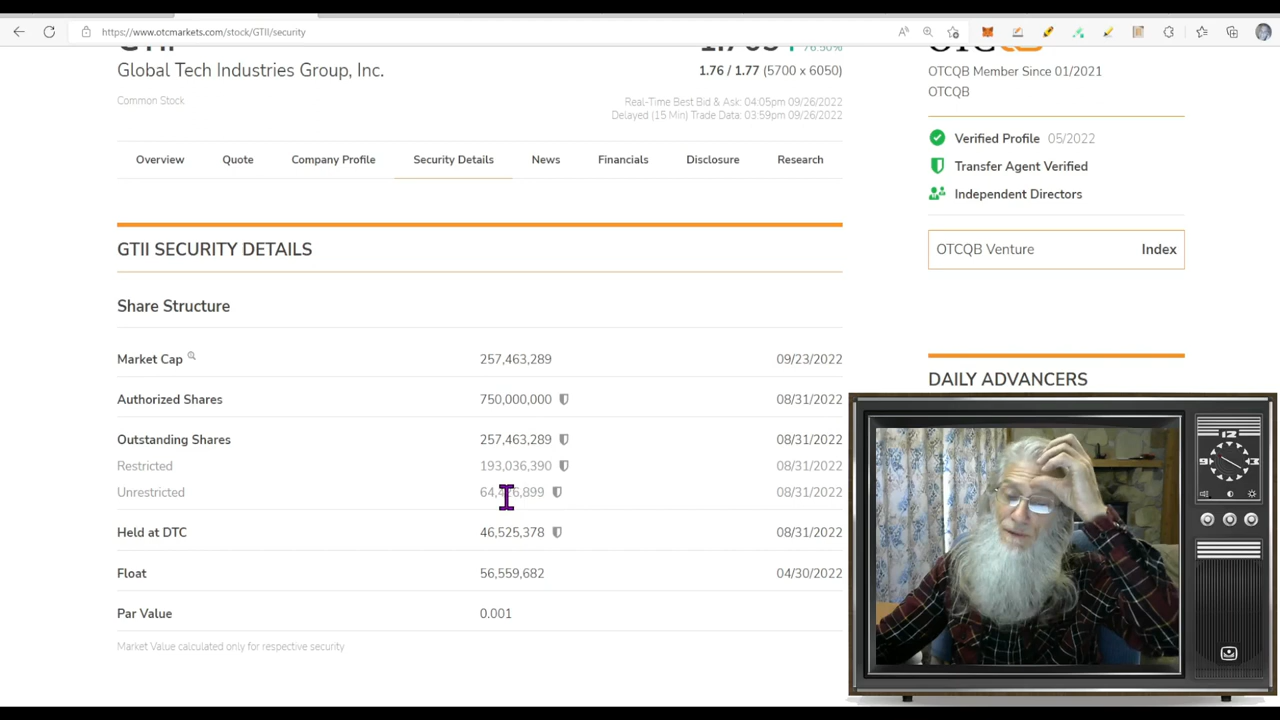 https://www.otcmarkets.com/stock/GTII/security
GTII
76.50%
Global Tech Industries Group, Inc.
1.76 / 1.77 (5700 x 6050)
Common Stock
Real-Time Best Bid & Ask: 04:05pm 09/26/2022
Delayed (15 Min) Trade Data: 03:59pm 09/26/2022
OTCQB Member Since 01/2021
OTCQB
Overview Quote Company Profile Security Details News Financials Disclosure Research
Verified Profile 05/2022
Transfer Agent Verified
Independent Directors
OTCQB Venture Index
GTII SECURITY DETAILS
Share Structure
Market Cap 257,463,289 09/23/2022
Authorized Shares 750,000,000 08/31/2022
Outstanding Shares 257,463,289 08/31/2022
Restricted 193,036,390 08/31/2022
Unrestricted 08/31/2022
Held at DTC 46,525,378 08/31/2022
Float 56,559,682 04/30/2022
Par Value 0.001
Market Value calculated only for respective security
DAILY ADVANCERS
12
9 3